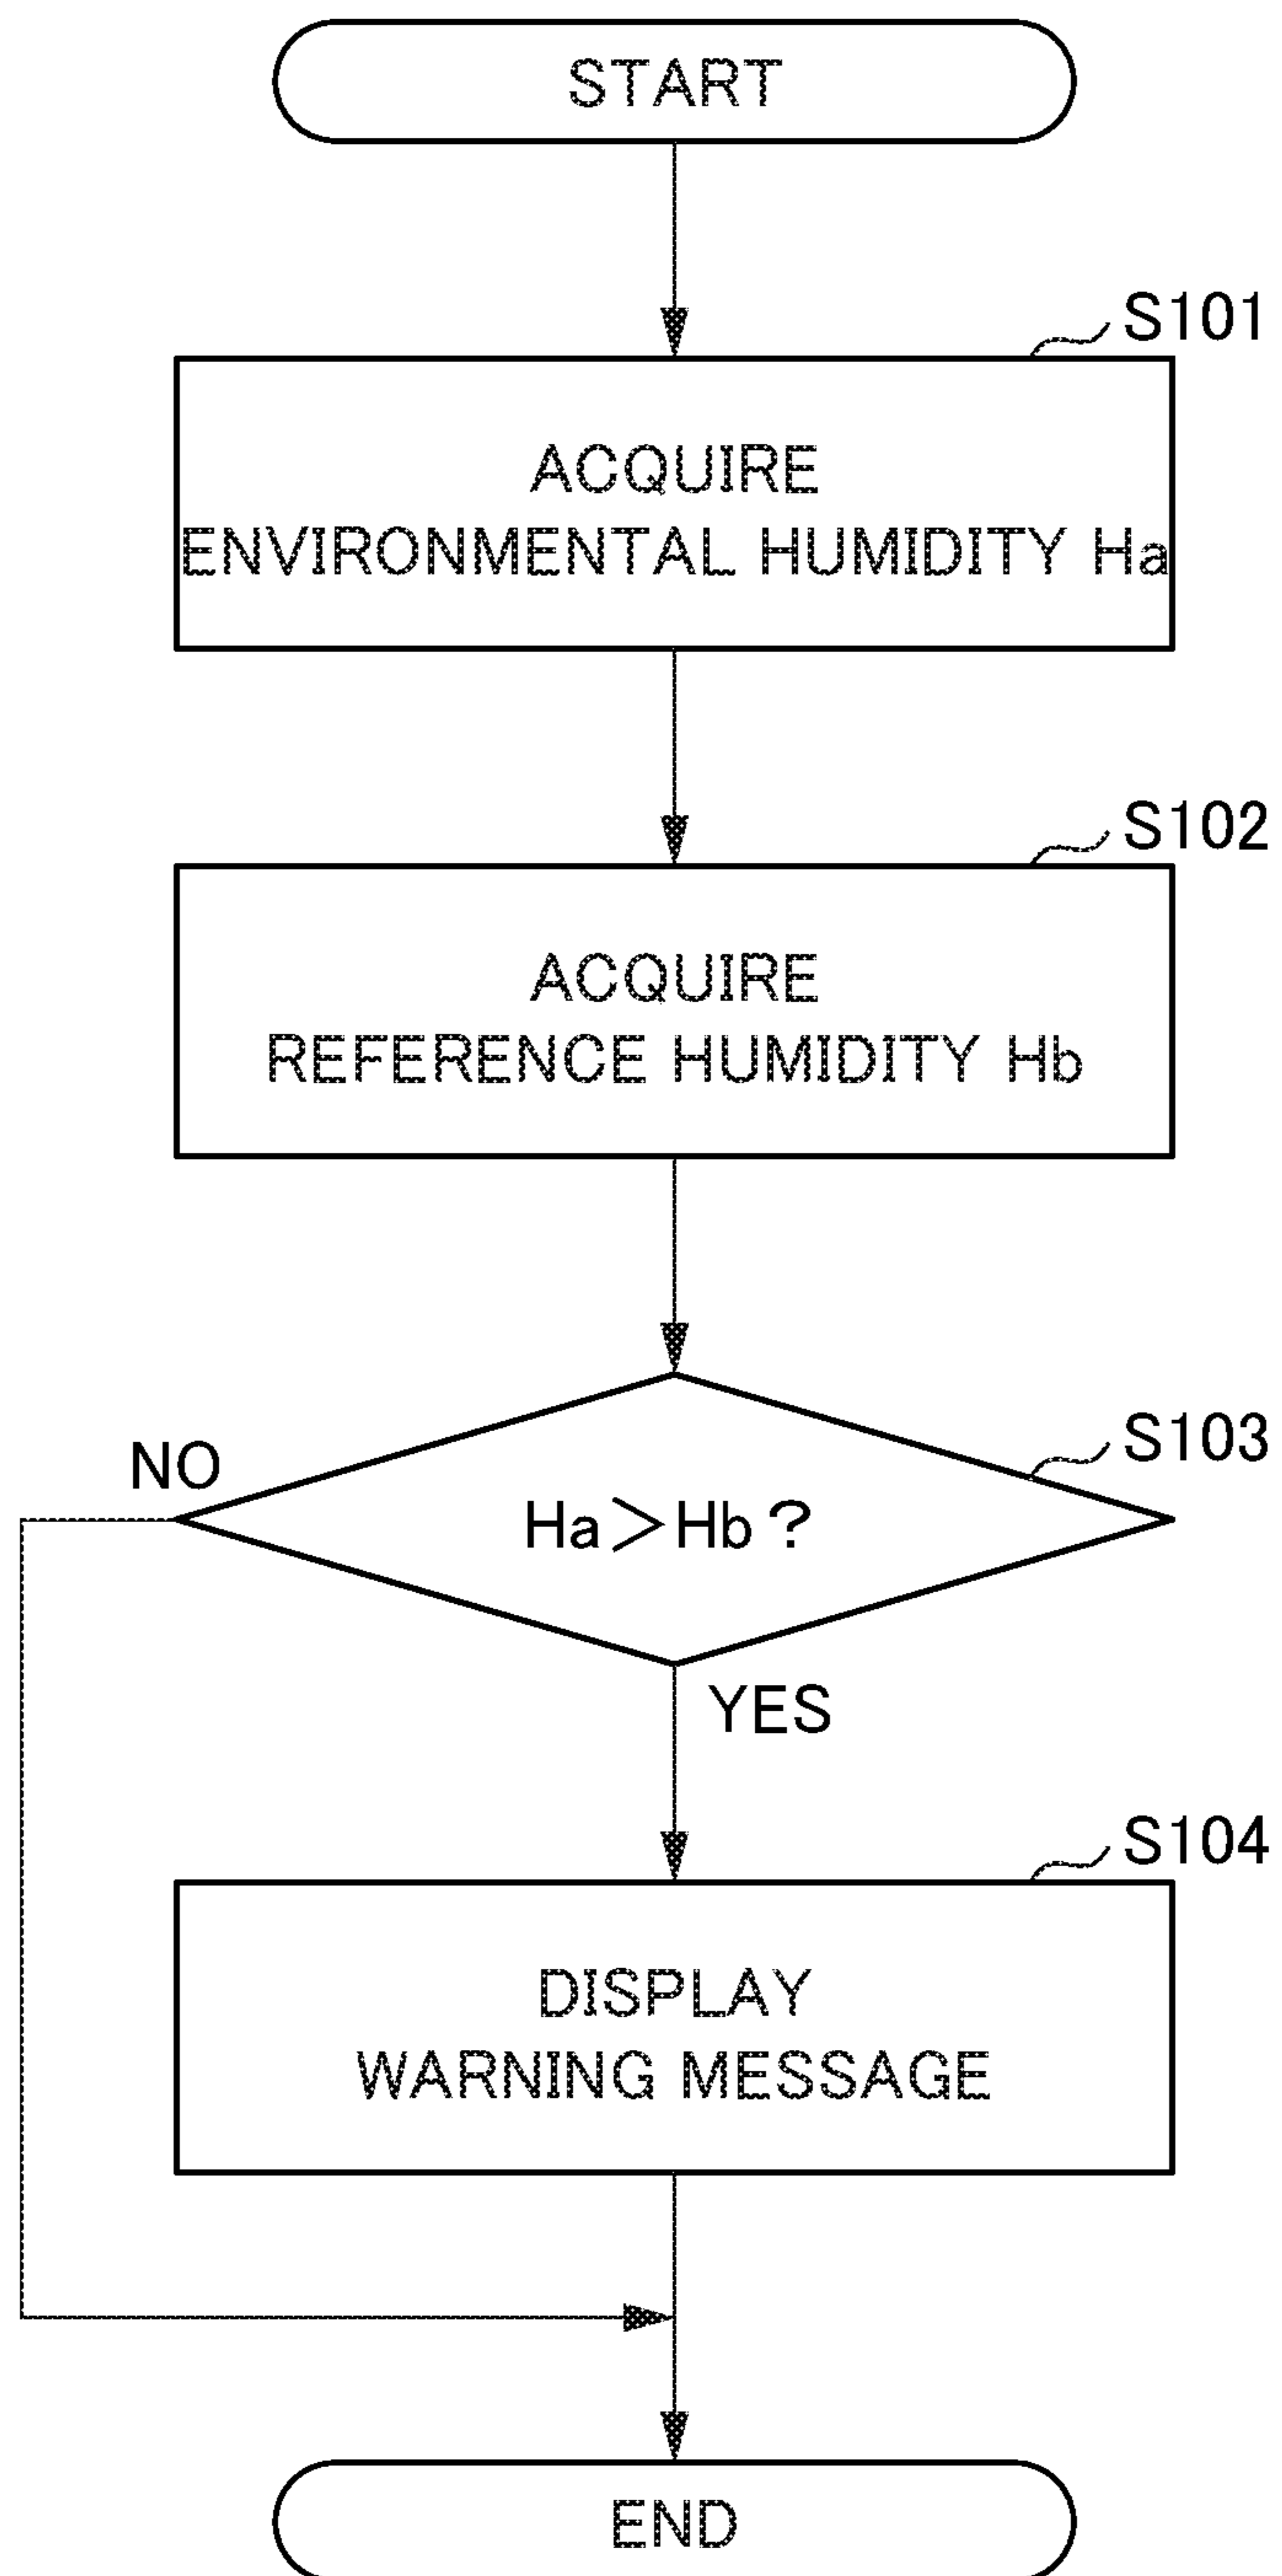 START
S101
ACQUIRE
ENVIRONMENTAL HUMIDITY Ha
S102
ACQUIRE
REFERENCE HUMIDITY Hb
S103
NO
Ha＞Hb？
YES
S104
DISPLAY
WARNING MESSAGE
END